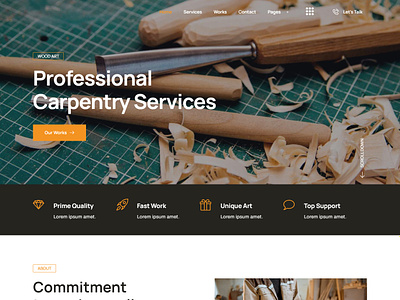 Services Works Contact Pages Let's Talk
WOOD ART
Professional
Carpentry Services
Our Works
SCROLL DOWN
Prime Quality Fast Work Unique Art Top Support
Lorem ipsum amet. Lorem ipsum amet. Lorem ipsum amet. Lorem ipsum amet.
ABOUT
Commitment